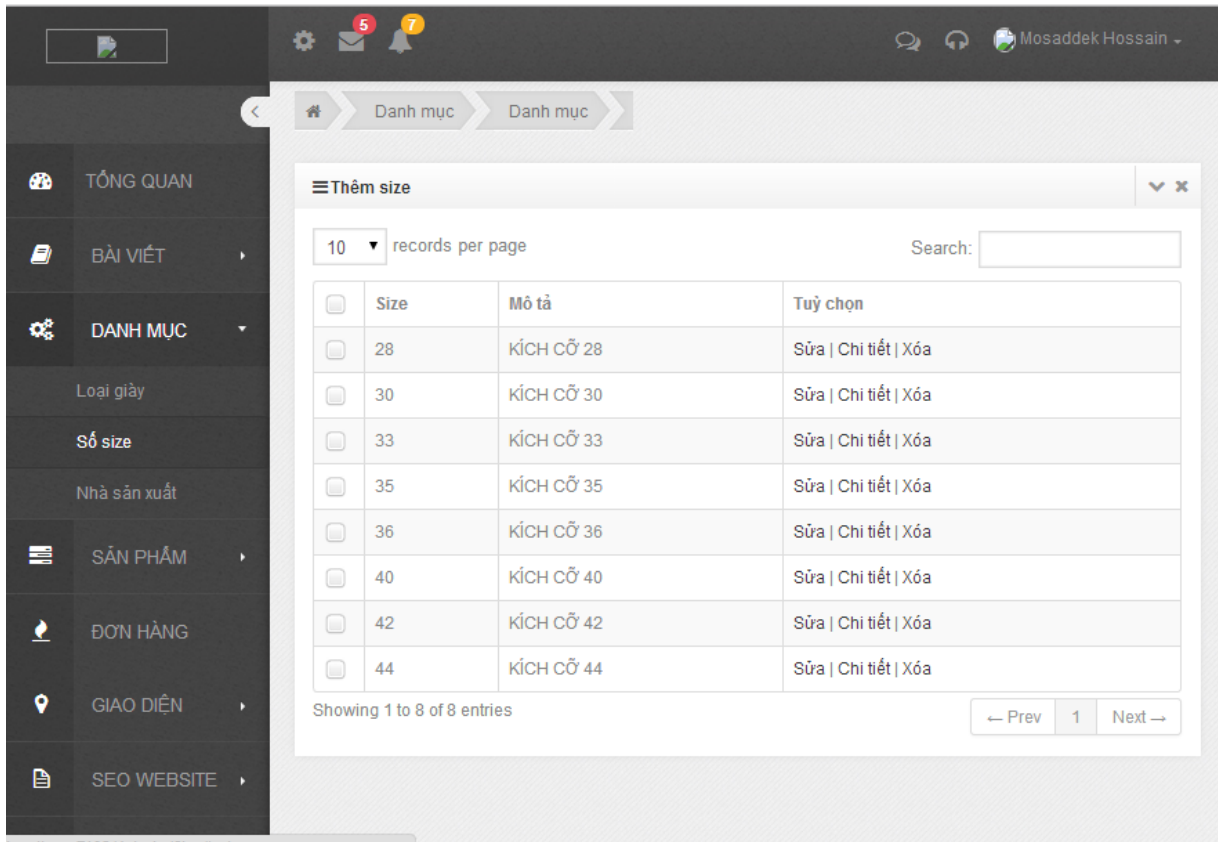 5
7
Mosaddek Hossain
Danh mục
Danh mục
TỔNG QUAN
BÀI VIẾT
DANH MỤC
Loại giày
Số size
Nhà sản xuất
SẢN PHẨM
ĐƠN HÀNG
GIAO DIỆN
SEO WEBSITE
Thêm size
10 records per page
Search:
Size Mô tả Tuỳ chọn
28 KÍCH CỠ 28 Sửa | Chi tiết | Xóa
30 KÍCH CỠ 30 Sửa | Chi tiết | Xóa
33 KÍCH CỠ 33 Sửa | Chi tiết | Xóa
35 KÍCH CỠ 35 Sửa | Chi tiết | Xóa
36 KÍCH CỠ 36 Sửa | Chi tiết | Xóa
40 KÍCH CỠ 40 Sửa | Chi tiết | Xóa
42 KÍCH CỠ 42 Sửa | Chi tiết | Xóa
44 KÍCH CỠ 44 Sửa | Chi tiết | Xóa
Showing 1 to 8 of 8 entries
← Prev 1 Next →